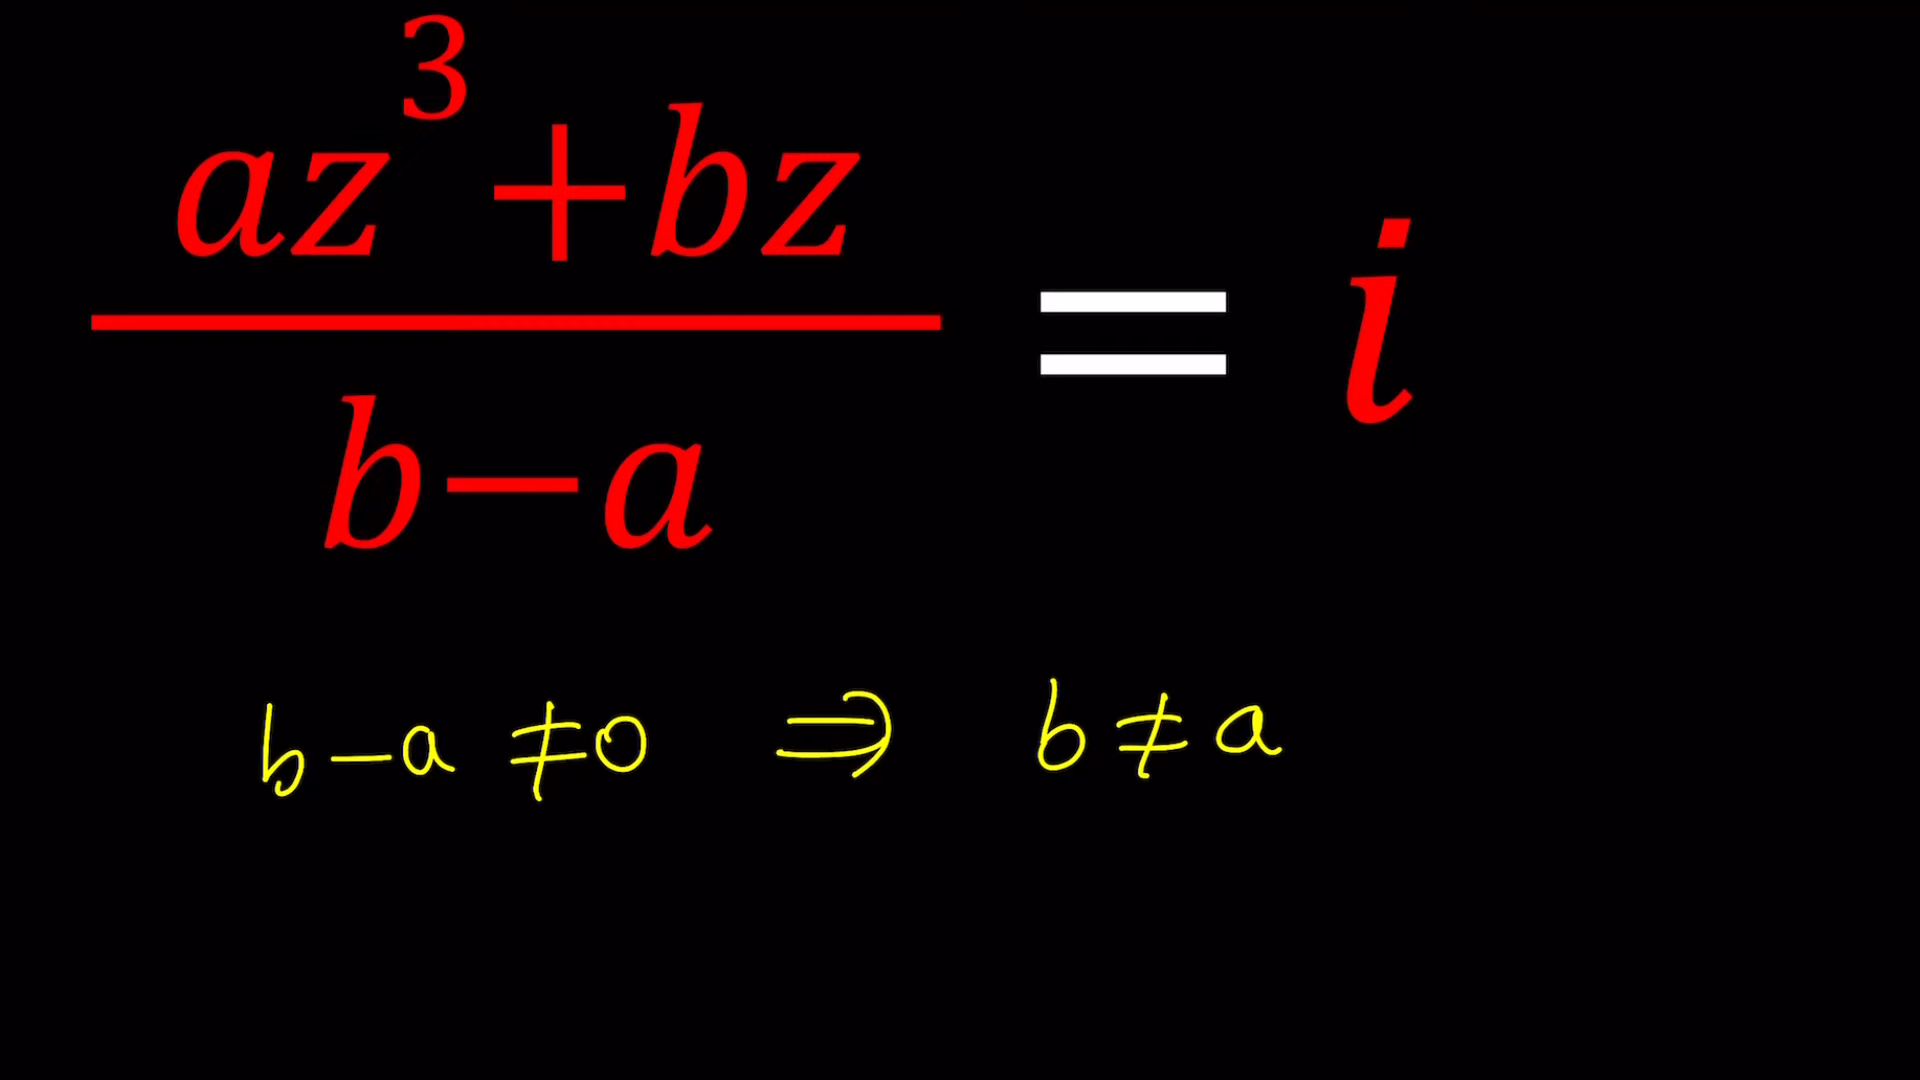 az³+bz
b−a
= i
b−a ≠0 ⇒ b≠a